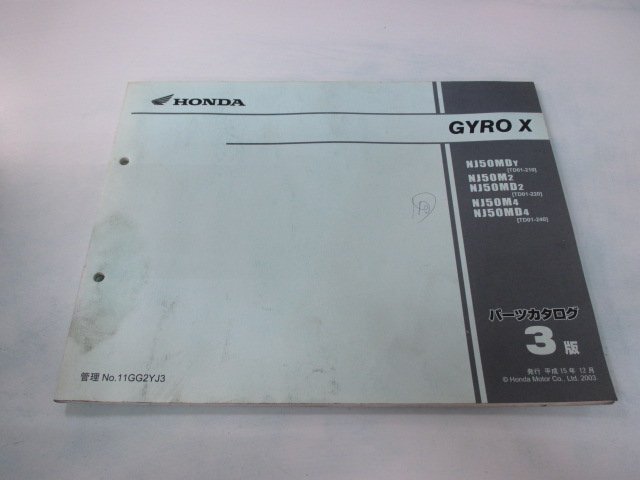 HONDA
GYRO X
NJ50MDY
[TD01-210]
NJ50M2
NJ50MD2
[TD01-220]
NJ50M4
NJ50MD4
[TD01-240]
パーツカタログ
3版
管理 No.11GG2YJ3
発行 平成 15年 12月
© Honda Motor Co., Ltd. 2003